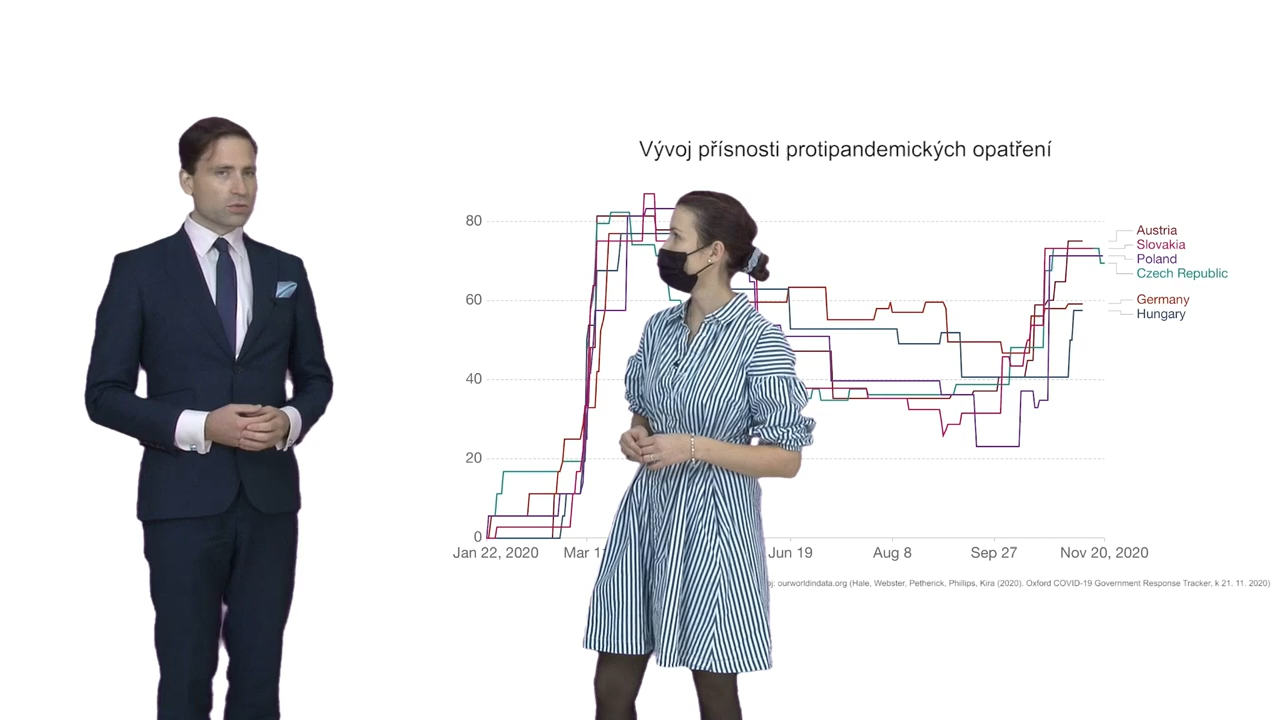 Vývoj přísnosti protipandemických opatření
80
60
40
20
0
Jan 22, 2020
Jun 19
Aug 8
Sep 27
Nov 20, 2020
Austria
Slovakia
Poland
Czech Republic
Germany
Hungary
ourworldindata.org (Hale, Webster, Petherick, Phillips, Kira (2020). Oxford COVID-19 Government Response Tracker, k 21. 11. 2020)